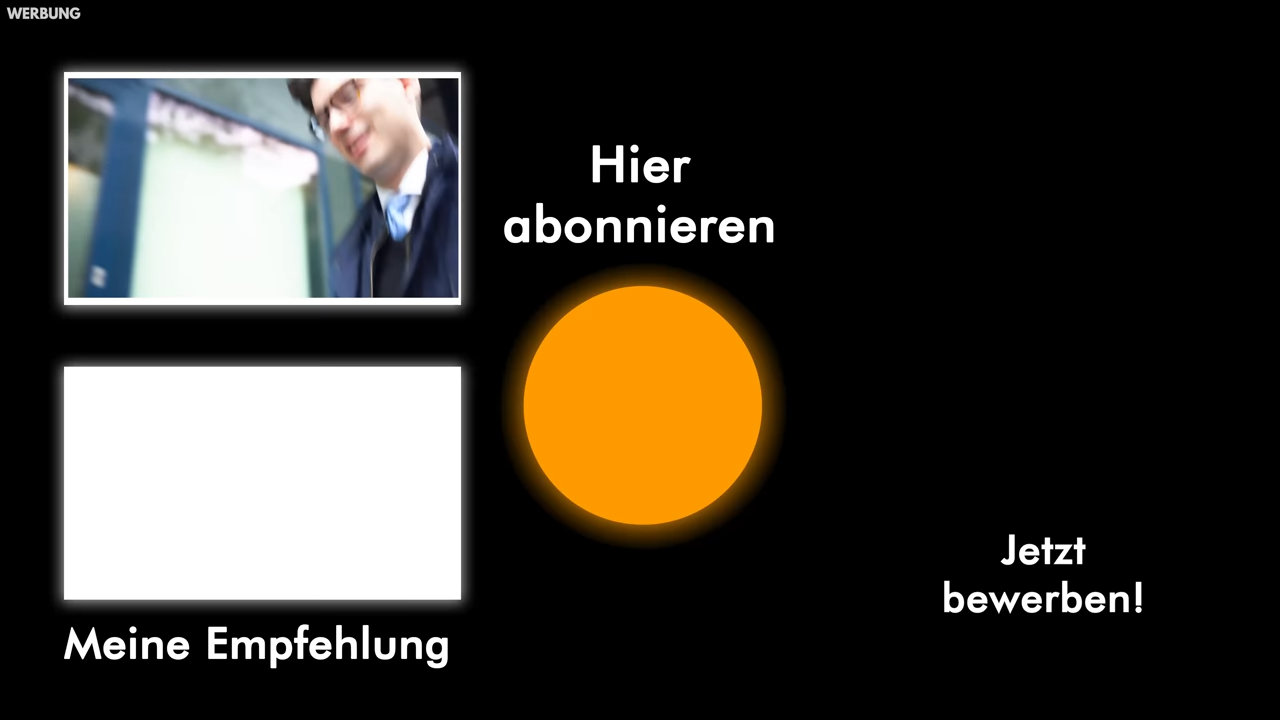 WERBUNG
Hier
abonnieren
Jetzt
bewerben!
Meine Empfehlung